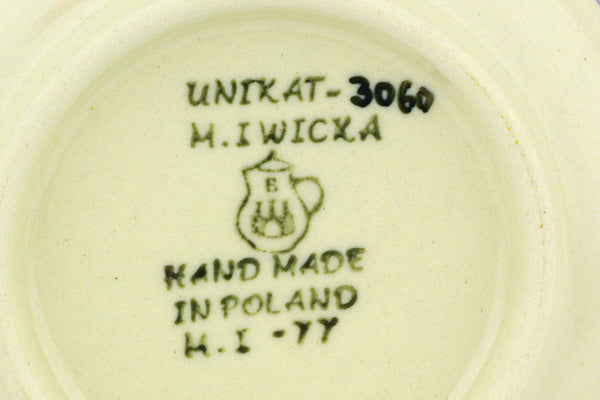 UNIKAT-3060
M.IWICKA
B
HAND MADE
IN POLAND
M.I -77